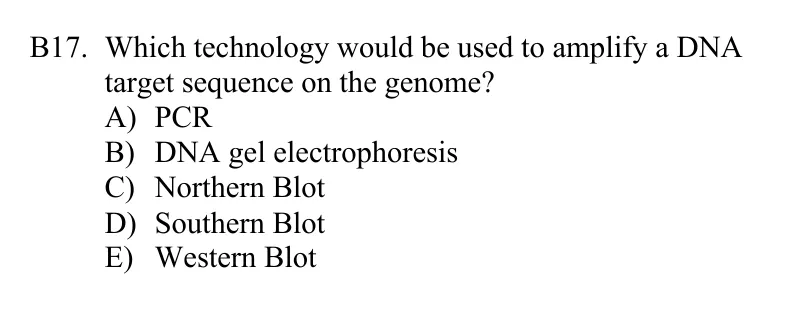 B17. Which technology would be used to amplify a DNA
target sequence on the genome?
A) PCR
B) DNA gel electrophoresis
C) Northern Blot
D) Southern Blot
E) Western Blot